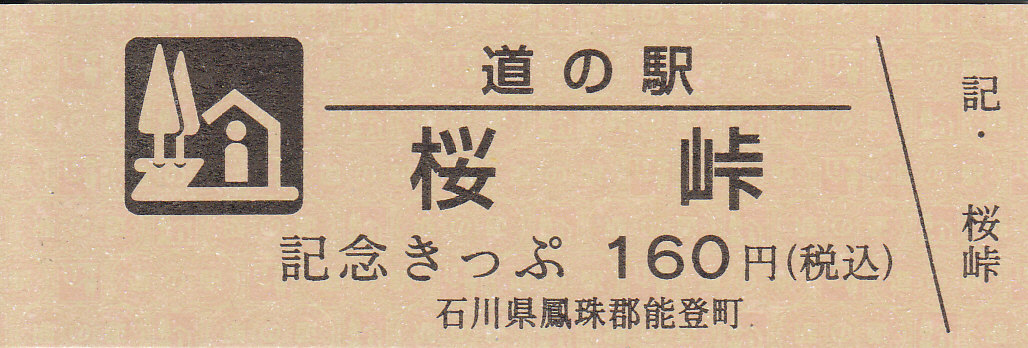 道の駅
桜峠
記念きっぷ 160円(税込)
石川県鳳珠郡能登町
記・桜峠